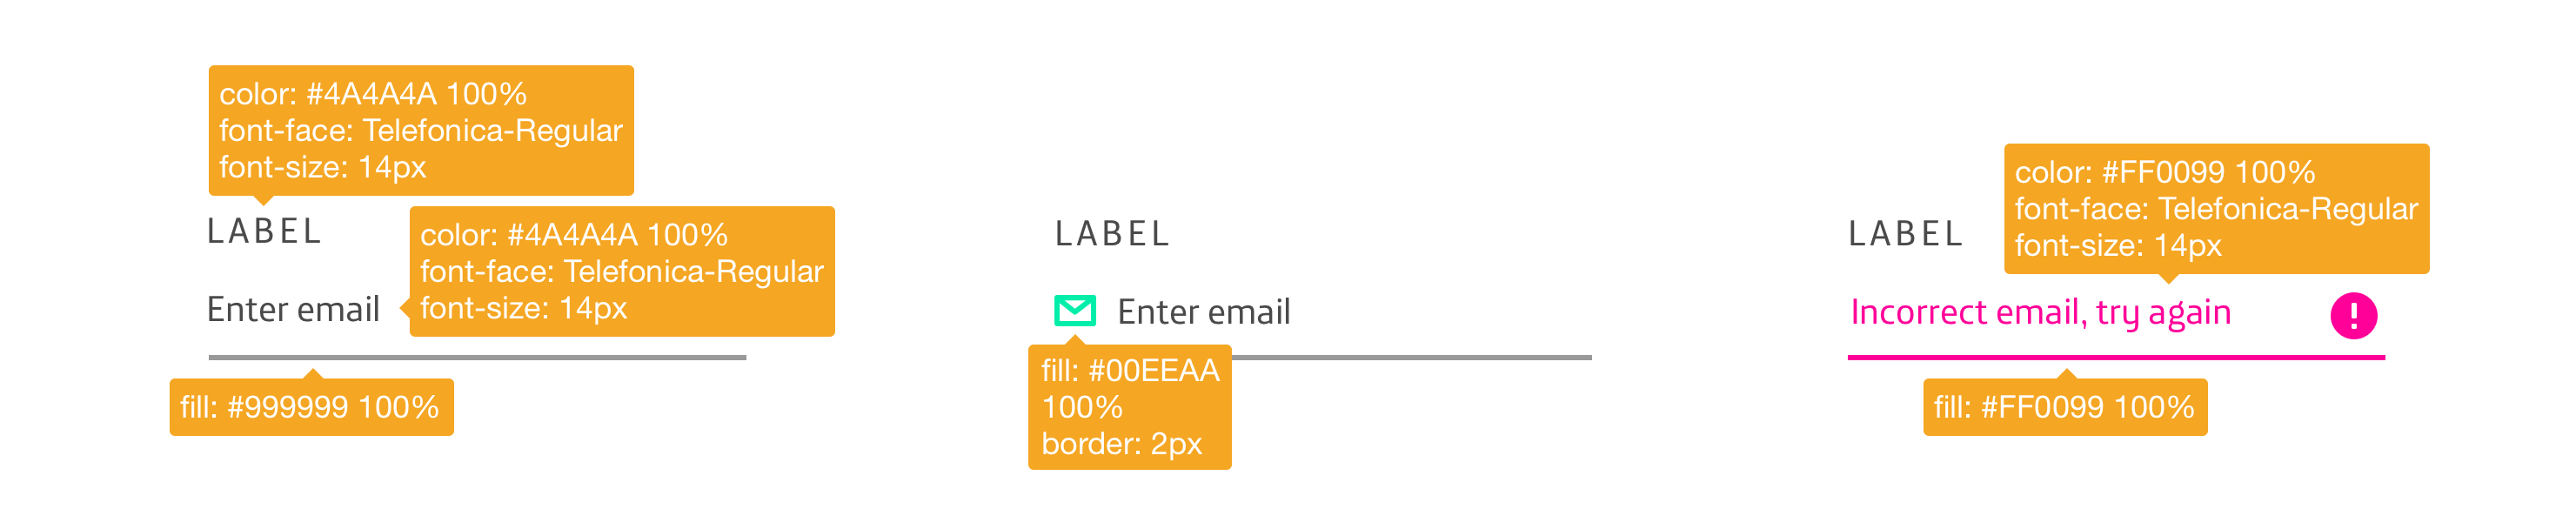 color: #4A4A4A 100%
font-face: Telefonica-Regular
font-size: 14px
LABEL
color: #4A4A4A 100%
font-face: Telefonica-Regular
font-size: 14px
Enter email
fill: #999999 100%
LABEL
Enter email
fill: #00EEAA
100%
border: 2px
color: #FF0099 100%
font-face: Telefonica-Regular
font-size: 14px
LABEL
Incorrect email, try again
fill: #FF0099 100%